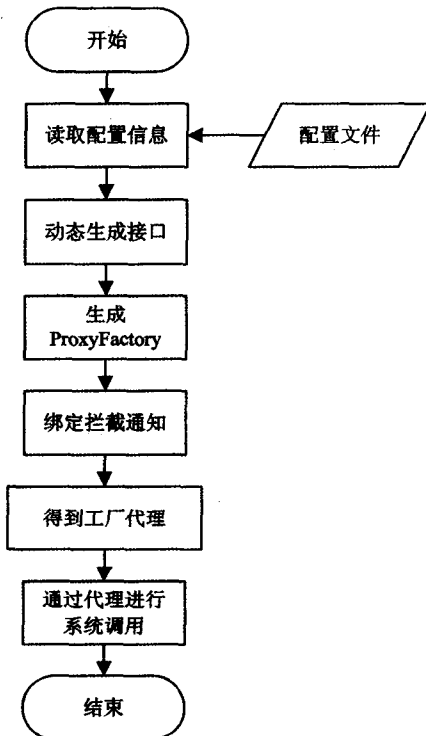 开始
读取配置信息
配置文件
动态生成接口
生成
ProxyFactory
绑定拦截通知
得到工厂代理
通过代理进行
系统调用
结束